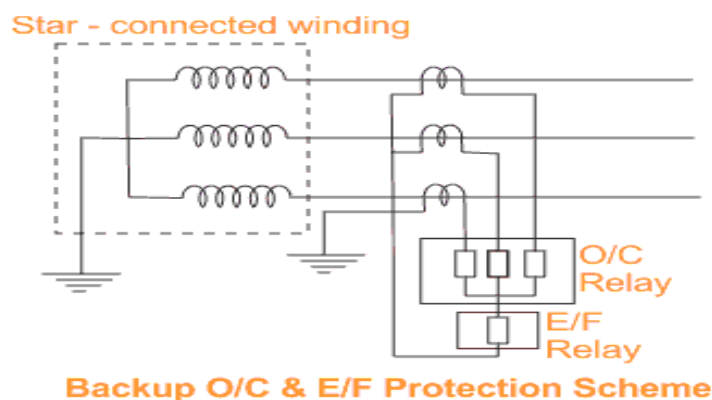 Star - connected winding
O/C
Relay
E/F
Relay
Backup O/C & E/F Protection Scheme